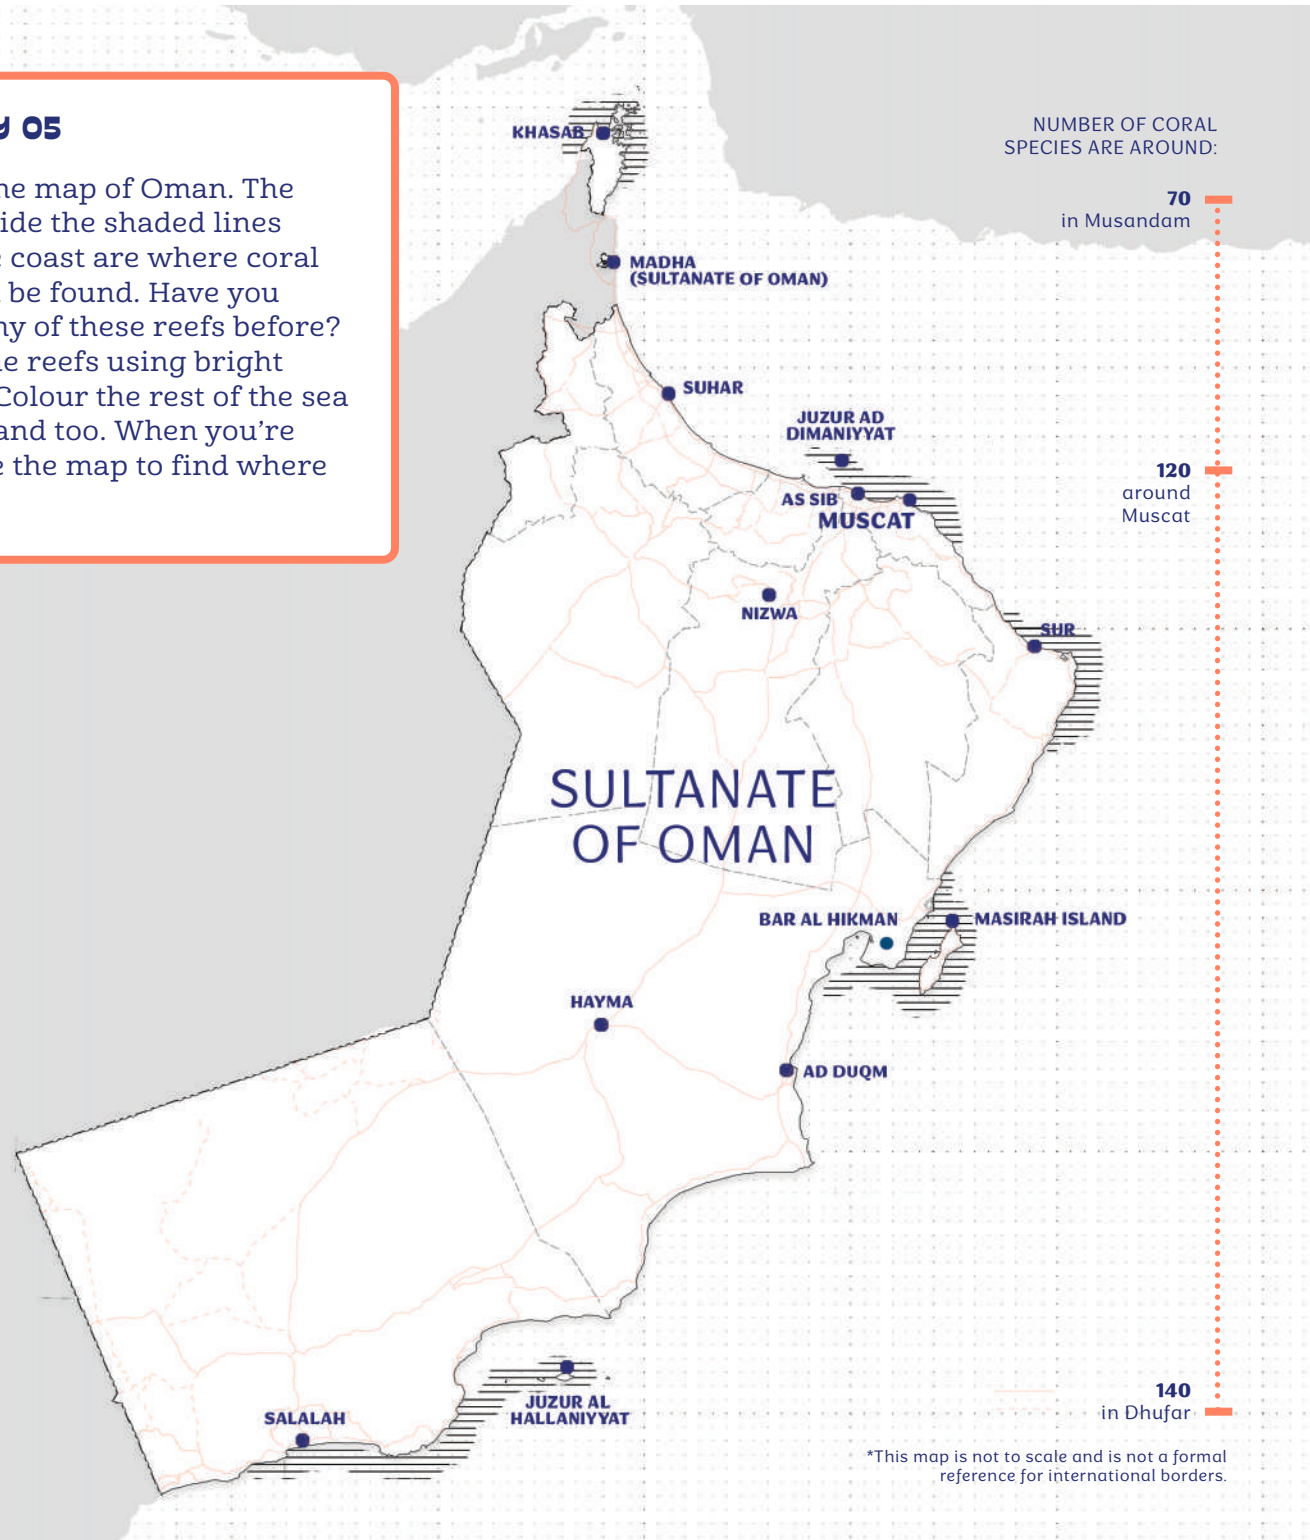 05
he map of Oman. The
ide the shaded lines
coast are where coral
be found. Have you
ny of these reefs before?
e reefs using bright
Colour the rest of the sea
and too. When you're
the map to find where
NUMBER OF CORAL
SPECIES ARE AROUND:
70
in Musandam
120
around
Muscat
140
in Dhufar
KHASAB
MADHA
(SULTANATE OF OMAN)
SUHAR
JUZUR AD
DIMANIYYAT
AS SIB
MUSCAT
NIZWA
SUR
SULTANATE
OF OMAN
BAR AL HIKMAN
MASIRAH ISLAND
HAYMA
AD DUQM
JUZUR AL
HALLANIYYAT
SALALAH
*This map is not to scale and is not a formal
reference for international borders.